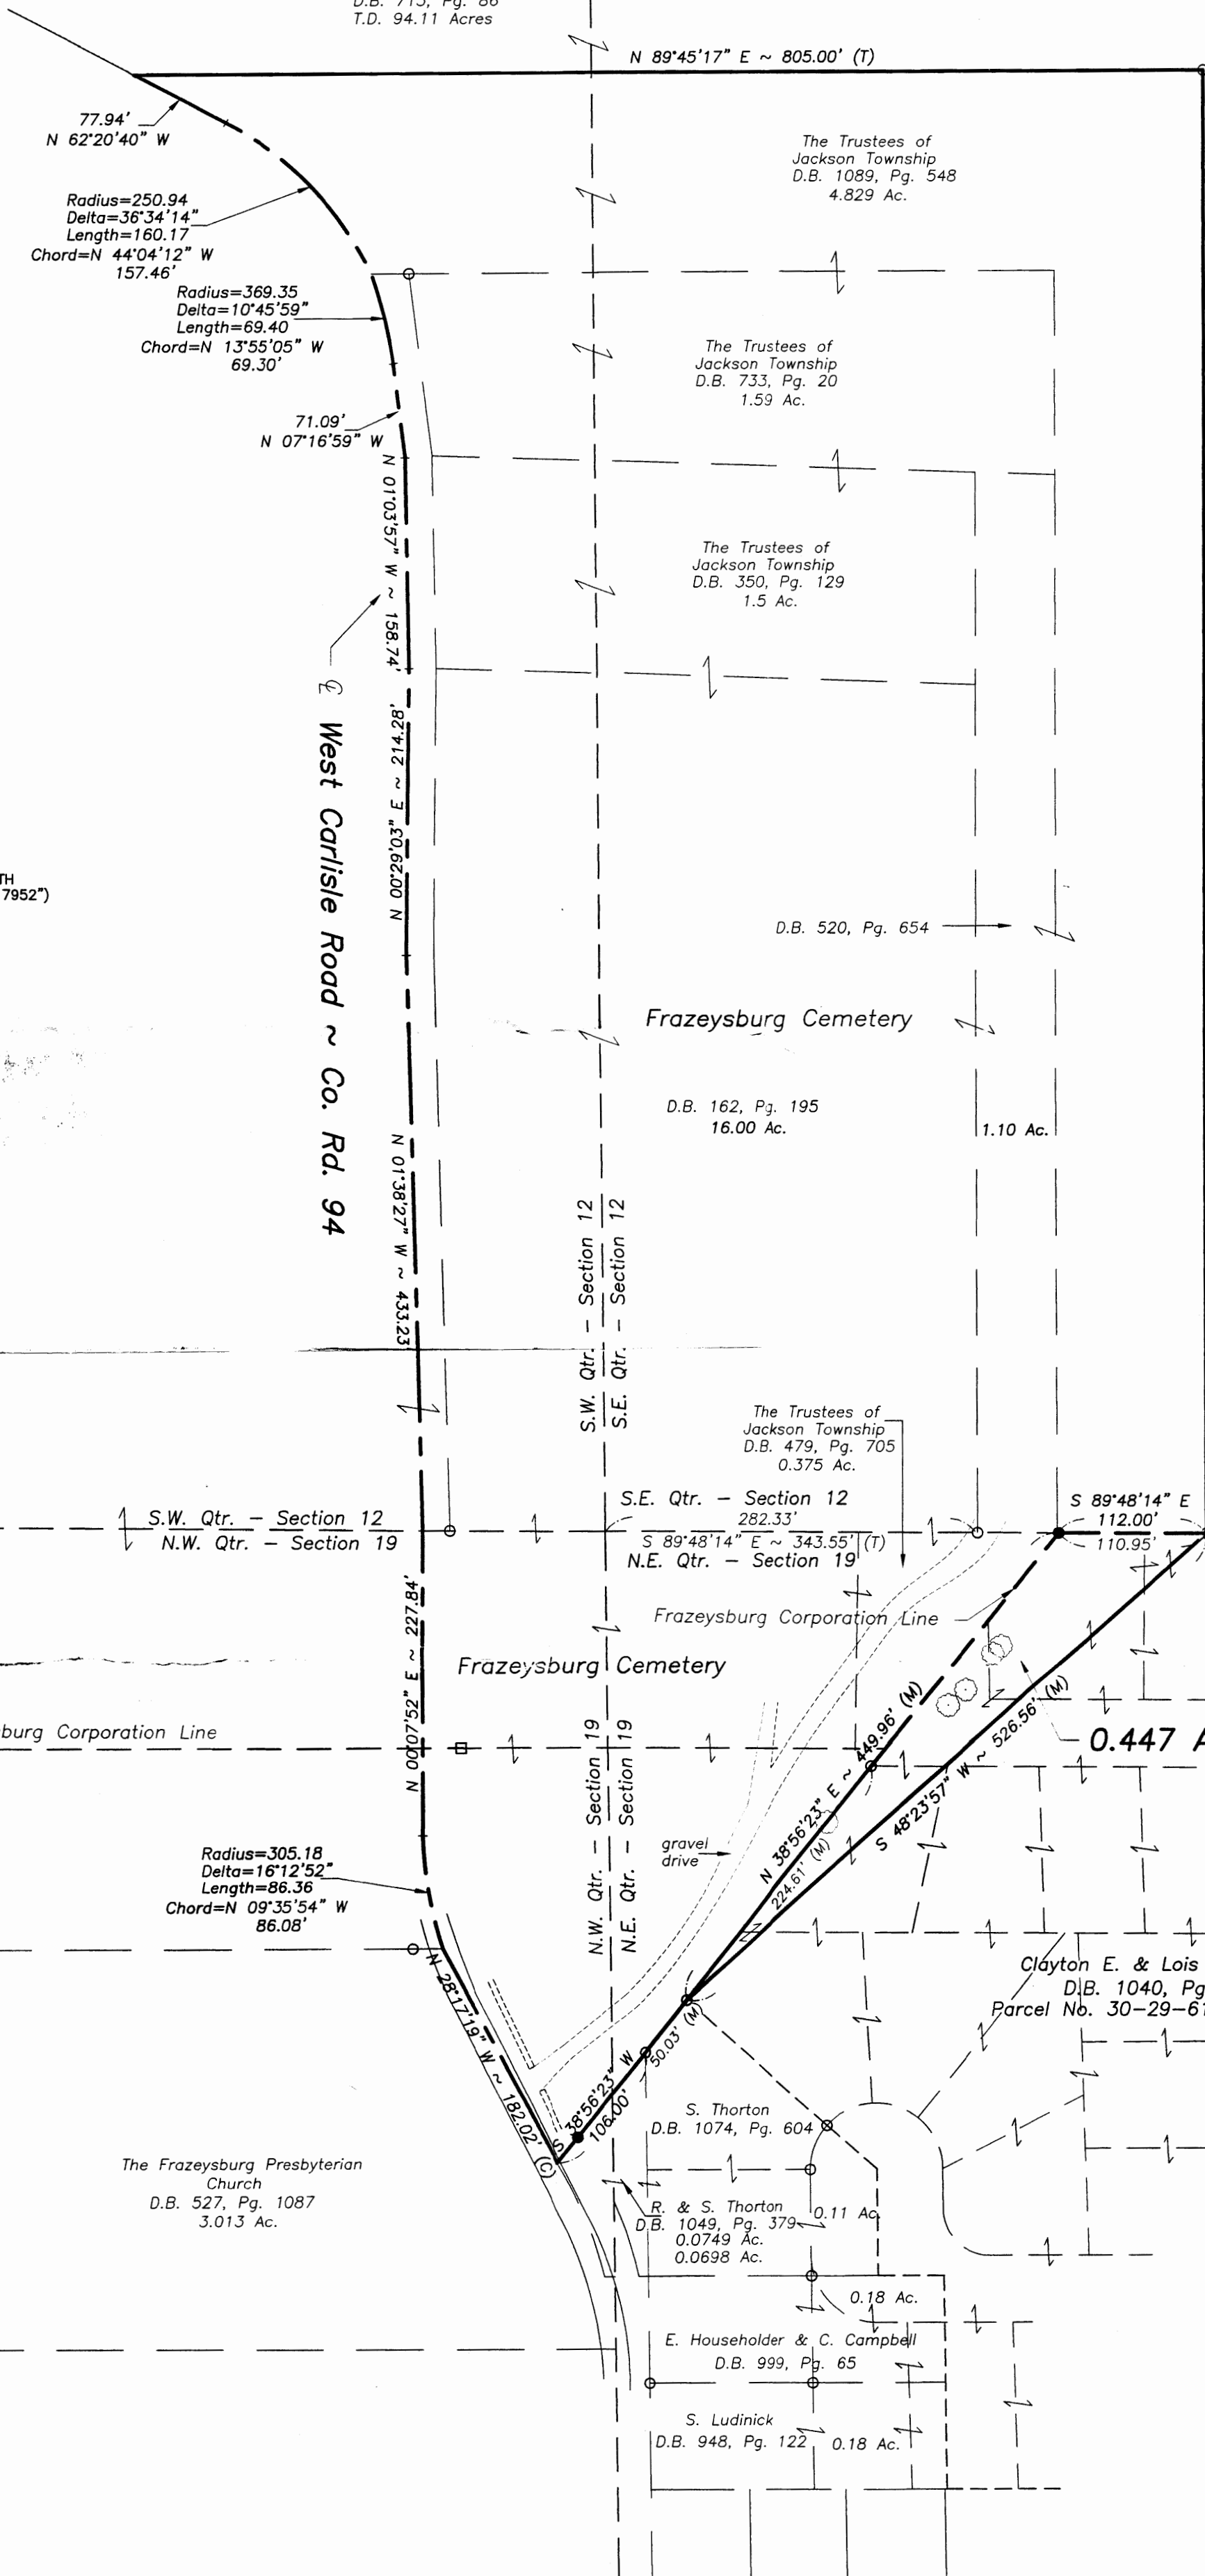 D.B. 715, Pg. 86
T.D. 94.11 Acres
N 89°45'17" E ~ 805.00' (T)
77.94'
N 62°20'40" W
The Trustees of
Jackson Township
D.B. 1089, Pg. 548
4.829 Ac.
Radius=250.94
Delta=36°34'14"
Length=160.17
Chord=N 44°04'12" W
157.46'
Radius=369.35
Delta=10°45'59"
Length=69.40
Chord=N 13°55'05" W
69.30'
The Trustees of
Jackson Township
D.B. 733, Pg. 20
1.59 Ac.
71.09'
N 07°16'59" W
N 01°03'57" W ~ 158.74'
The Trustees of
Jackson Township
D.B. 350, Pg. 129
1.5 Ac.
N 00°29'03" E ~ 214.28'
℄ West Carlisle Road ~ Co. Rd. 94
TH
7952")
D.B. 520, Pg. 654
Frazeysburg Cemetery
D.B. 162, Pg. 195
16.00 Ac.
1.10 Ac.
N 01°38'27" W ~ 433.23'
S.W. Qtr. - Section 12
S.E. Qtr. - Section 12
The Trustees of
Jackson Township
D.B. 479, Pg. 705
0.375 Ac.
S.W. Qtr. - Section 12
N.W. Qtr. - Section 19
S.E. Qtr. - Section 12
282.33'
S 89°48'14" E ~ 343.55' (T)
N.E. Qtr. - Section 19
S 89°48'14" E
112.00'
110.95'
N 00°07'52" E ~ 227.84'
Frazeysburg Corporation Line
Frazeysburg Cemetery
sburg Corporation Line
N.W. Qtr. - Section 19
N.E. Qtr. - Section 19
N 38°56'23" E ~ 449.96' (M)
224.61' (M)
S 48°23'57" W ~ 526.56' (M)
0.447 A
gravel
drive
Radius=305.18
Delta=16°12'52"
Length=86.36
Chord=N 09°35'54" W
86.08'
N 28°17'19" W ~ 182.02' (C)
S 38°56'23" W
106.00'
50.03' (M)
Clayton E. & Lois
D.B. 1040, Pg
Parcel No. 30-29-61
S. Thorton
D.B. 1074, Pg. 604
The Frazeysburg Presbyterian
Church
D.B. 527, Pg. 1087
3.013 Ac.
R. & S. Thorton
D.B. 1049, Pg. 379
0.0749 Ac.
0.0698 Ac.
0.11 Ac.
0.18 Ac.
E. Householder & C. Campbell
D.B. 999, Pg. 65
S. Ludinick
D.B. 948, Pg. 122
0.18 Ac.